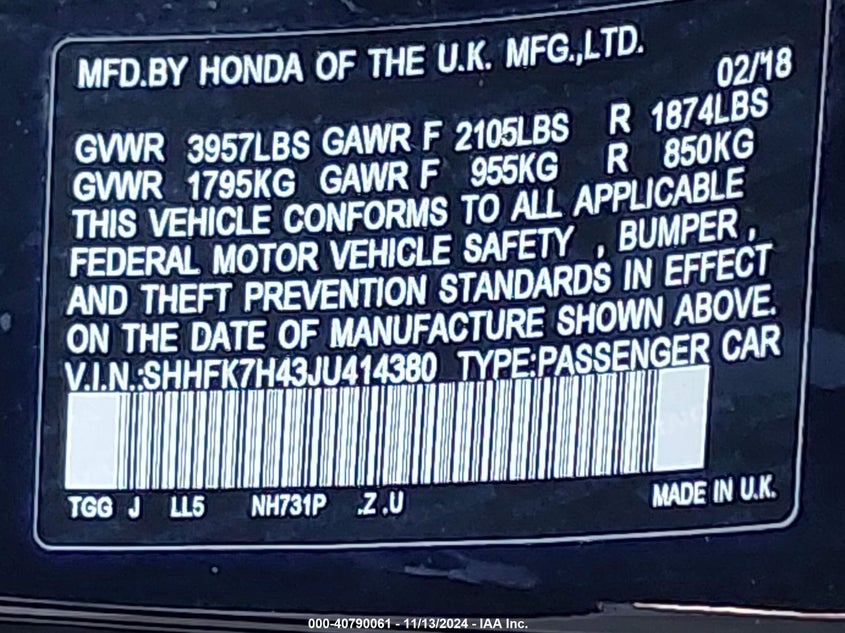 MFD.BY HONDA OF THE U.K. MFG.,LTD.
02/'18
GVWR 3957LBS GAWR F 2105LBS R 1874LBS
GVWR 1795KG GAWR F 955KG R 850KG
THIS VEHICLE CONFORMS TO ALL APPLICABLE
FEDERAL MOTOR VEHICLE SAFETY , BUMPER ,
AND THEFT PREVENTION STANDARDS IN EFFECT
ON THE DATE OF MANUFACTURE SHOWN ABOVE.
V.I.N.:SHHFK7H43JU414380 TYPE:PASSENGER CAR
TGG J LL5 NH731P .Z .U MADE IN U.K.
000-40790061 - 11/13/2024 - IAA Inc.